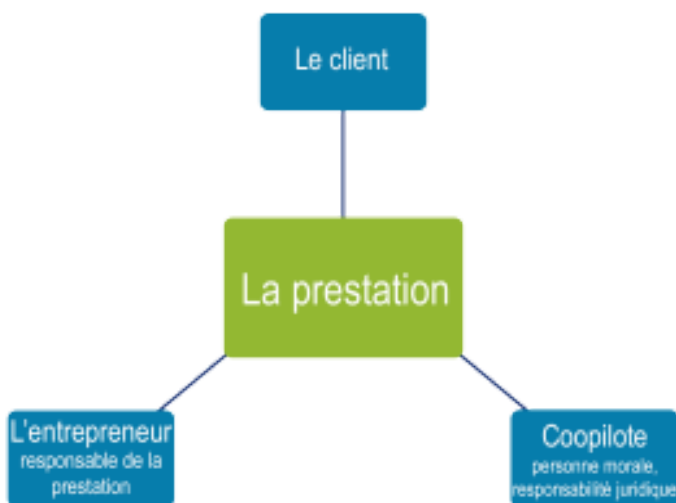 Le client
La prestation
L'entrepreneur
responsable de la
prestation
Coopilote
personne morale,
responsabilité juridique